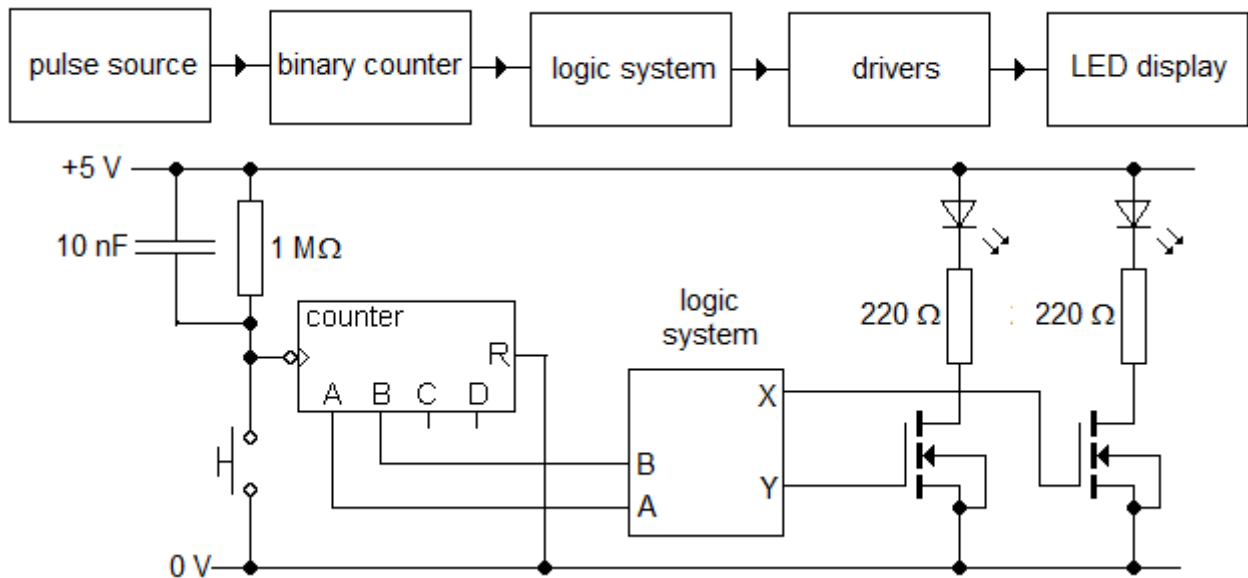 pulse source
binary counter
logic system
drivers
LED display
+5 V
10 nF
1 MΩ
counter
R
A B C D
logic
system
X
B
Y
A
220 Ω
220 Ω
0 V